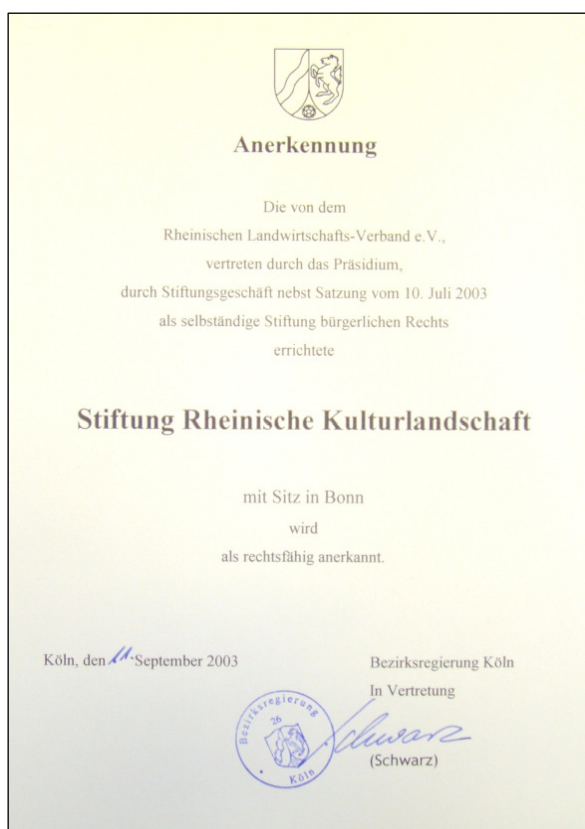 Anerkennung
Die von dem
Rheinischen Landwirtschafts-Verband e.V.,
vertreten durch das Präsidium,
durch Stiftungsgeschäft nebst Satzung vom 10. Juli 2003
als selbständige Stiftung bürgerlichen Rechts
errichtete
Stiftung Rheinische Kulturlandschaft
mit Sitz in Bonn
wird
als rechtsfähig anerkannt.
Köln, den 11. September 2003
Bezirksregierung Köln
In Vertretung
Bezirksregierung
26
Köln
Schwarz
(Schwarz)